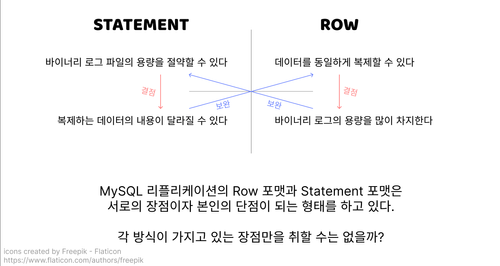 STATEMENT
ROW
바이너리 로그 파일의 용량을 절약할 수 있다
데이터를 동일하게 복제할 수 있다
결점
결점
보완
보완
복제하는 데이터의 내용이 달라질 수 있다
바이너리 로그의 용량을 많이 차지한다
MySQL 리플리케이션의 Row 포맷과 Statement 포맷은
서로의 장점이자 본인의 단점이 되는 형태를 하고 있다.
각 방식이 가지고 있는 장점만을 취할 수는 없을까?
icons created by Freepik - Flaticon
https://www.flaticon.com/authors/freepik